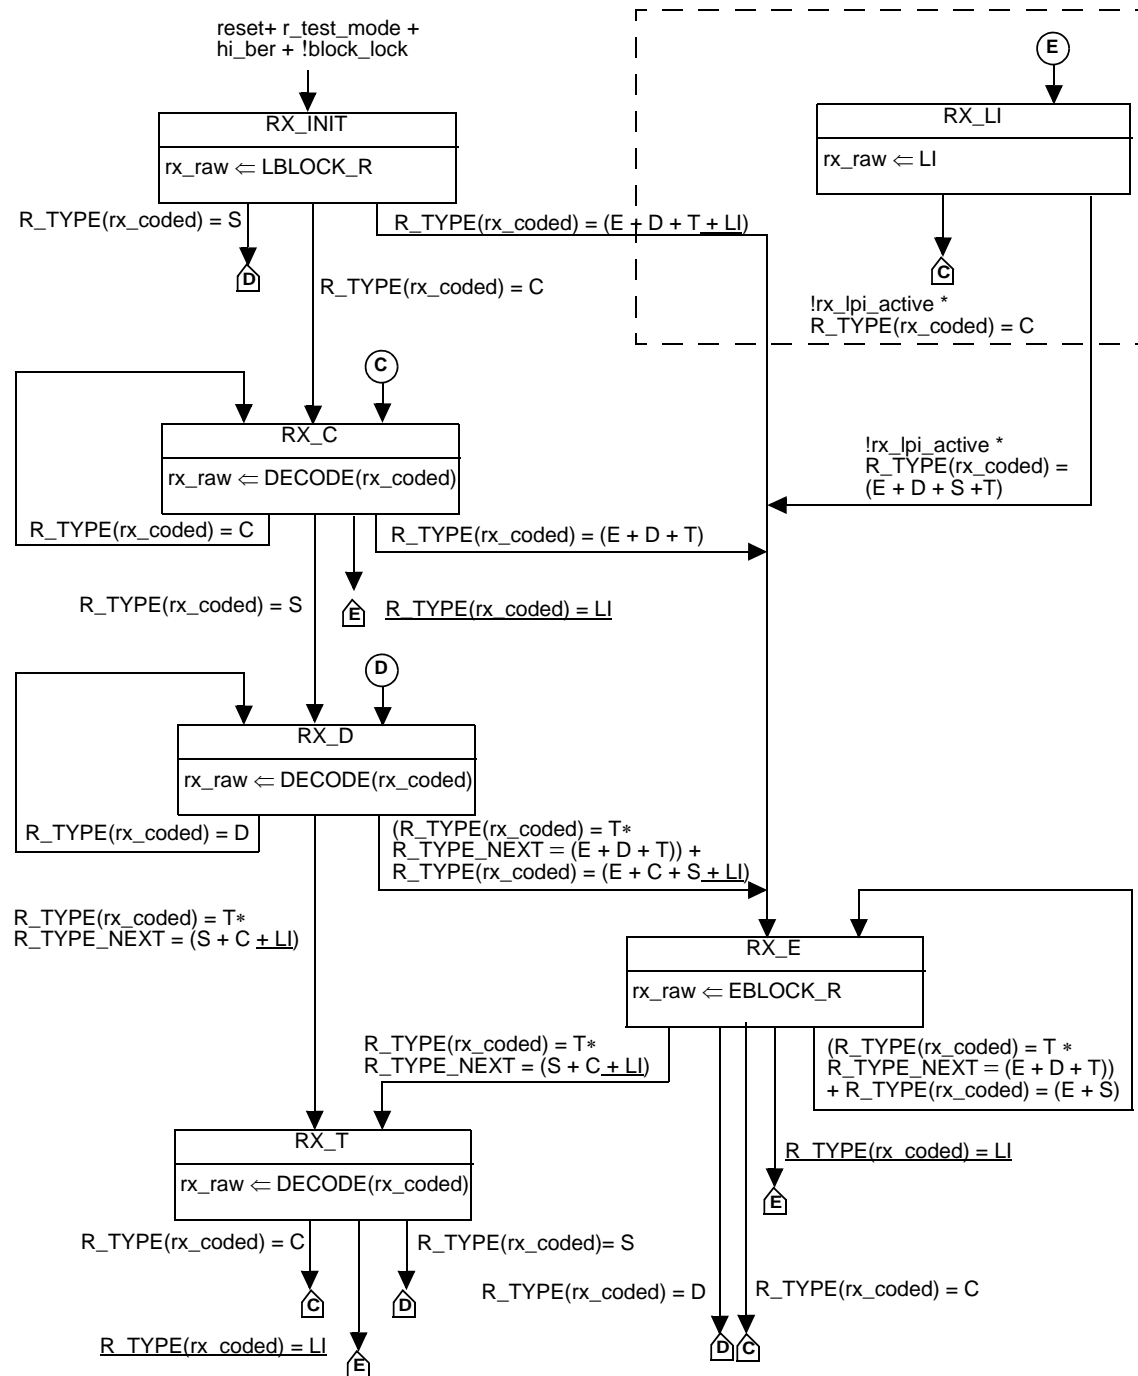 reset+ r_test_mode +
hi_ber + !block_lock
E
RX_INIT
rx_raw ⇐ LBLOCK_R
RX_LI
rx_raw ⇐ LI
R_TYPE(rx_coded) = S
R_TYPE(rx_coded) = (E + D + T + LI)
D
C
R_TYPE(rx_coded) = C
!rx_lpi_active *
R_TYPE(rx_coded) = C
C
RX_C
rx_raw ⇐ DECODE(rx_coded)
!rx_lpi_active *
R_TYPE(rx_coded) =
(E + D + S +T)
R_TYPE(rx_coded) = C
R_TYPE(rx_coded) = (E + D + T)
R_TYPE(rx_coded) = S
E
R_TYPE(rx_coded) = LI
D
RX_D
rx_raw ⇐ DECODE(rx_coded)
R_TYPE(rx_coded) = D
(R_TYPE(rx_coded) = T*
R_TYPE_NEXT = (E + D + T)) +
R_TYPE(rx_coded) = (E + C + S + LI)
R_TYPE(rx_coded) = T*
R_TYPE_NEXT = (S + C + LI)
RX_E
rx_raw ⇐ EBLOCK_R
R_TYPE(rx_coded) = T*
R_TYPE_NEXT = (S + C + LI)
(R_TYPE(rx_coded) = T *
R_TYPE_NEXT = (E + D + T))
+ R_TYPE(rx_coded) = (E + S)
RX_T
rx_raw ⇐ DECODE(rx_coded)
R_TYPE(rx_coded) = LI
E
R_TYPE(rx_coded) = C
R_TYPE(rx_coded)= S
C
D
R_TYPE(rx_coded) = D
R_TYPE(rx_coded) = C
D
C
R_TYPE(rx_coded) = LI
E